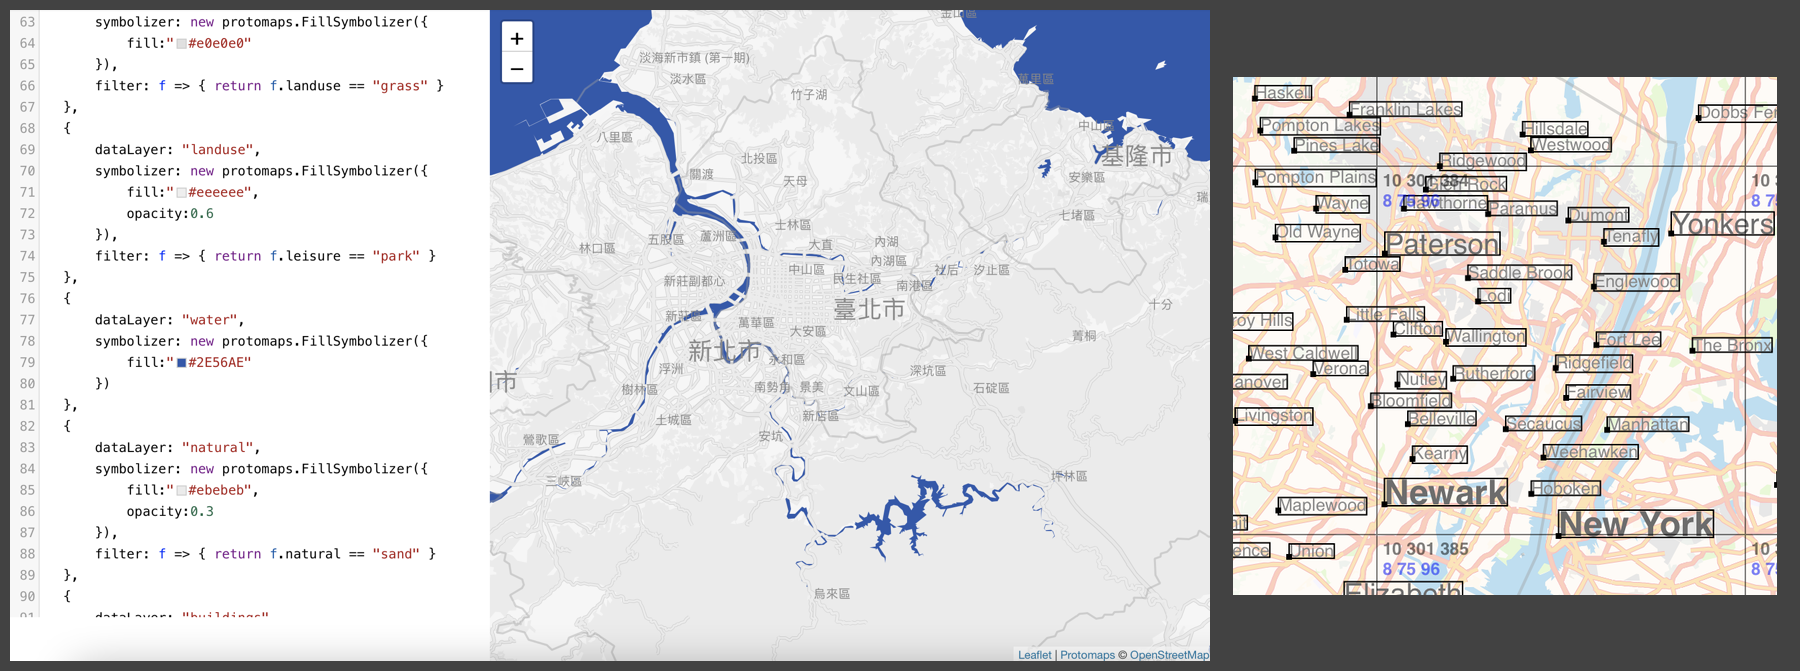 63 symbolizer: new protomaps.FillSymbolizer({
64 fill:"#e0e0e0"
65 }),
66 filter: f => { return f.landuse == "grass" }
67 },
68 {
69 dataLayer: "landuse",
70 symbolizer: new protomaps.FillSymbolizer({
71 fill:"#eeeeee",
72 opacity:0.6
73 }),
74 filter: f => { return f.leisure == "park" }
75 },
76 {
77 dataLayer: "water",
78 symbolizer: new protomaps.FillSymbolizer({
79 fill:"#2E56AE"
80 })
81 },
82 {
83 dataLayer: "natural",
84 symbolizer: new protomaps.FillSymbolizer({
85 fill:"#ebebeb",
86 opacity:0.3
87 }),
88 filter: f => { return f.natural == "sand" }
89 },
90 {
91 dataLayer: "buildings"
+
−
金山區
淡海新市鎮 (第一期)
淡水區
萬里區
竹子湖
中山區
八里區
北投區
基隆市
關渡
天母
安樂區
瑞
七堵區
士林區
五股區
蘆洲區
林口區
大直
內湖
內湖區
中山區
社后
汐止區
民生社區
南港區
新莊副都心
十分
臺北市
新莊區
萬華區
大安區
菁桐
新北市
永和區
浮洲
深坑區
市
樹林區
南勢角
景美
文山區
石碇區
土城區
新店區
鶯歌區
安坑
三峽區
坪林區
烏來區
Leaflet | Protomaps © OpenStreetMap
Haskell
Franklin Lakes
Dobbs Fer
Pompton Lakes
Hillsdale
Pines Lake
Westwood
Ridgewood
Pompton Plains
10 301 384
Glen Rock
10 3
8 75 96
Hawthorne
8 75
Wayne
Paramus
Dumont
Yonkers
Old Wayne
Paterson
Tenafly
Totowa
Saddle Brook
Englewood
Lodi
Little Falls
roy Hills
Clifton
Wallington
Fort Lee
The Bronx
West Caldwell
Verona
Ridgefield
anover
Nutley
Rutherford
Bloomfield
Fairview
Livingston
Belleville
Secaucus
Manhattan
Kearny
Weehawken
Newark
Hoboken
Maplewood
New York
ence
Union
10 301 385
10 3
8 75 96
8 75
Elizabeth